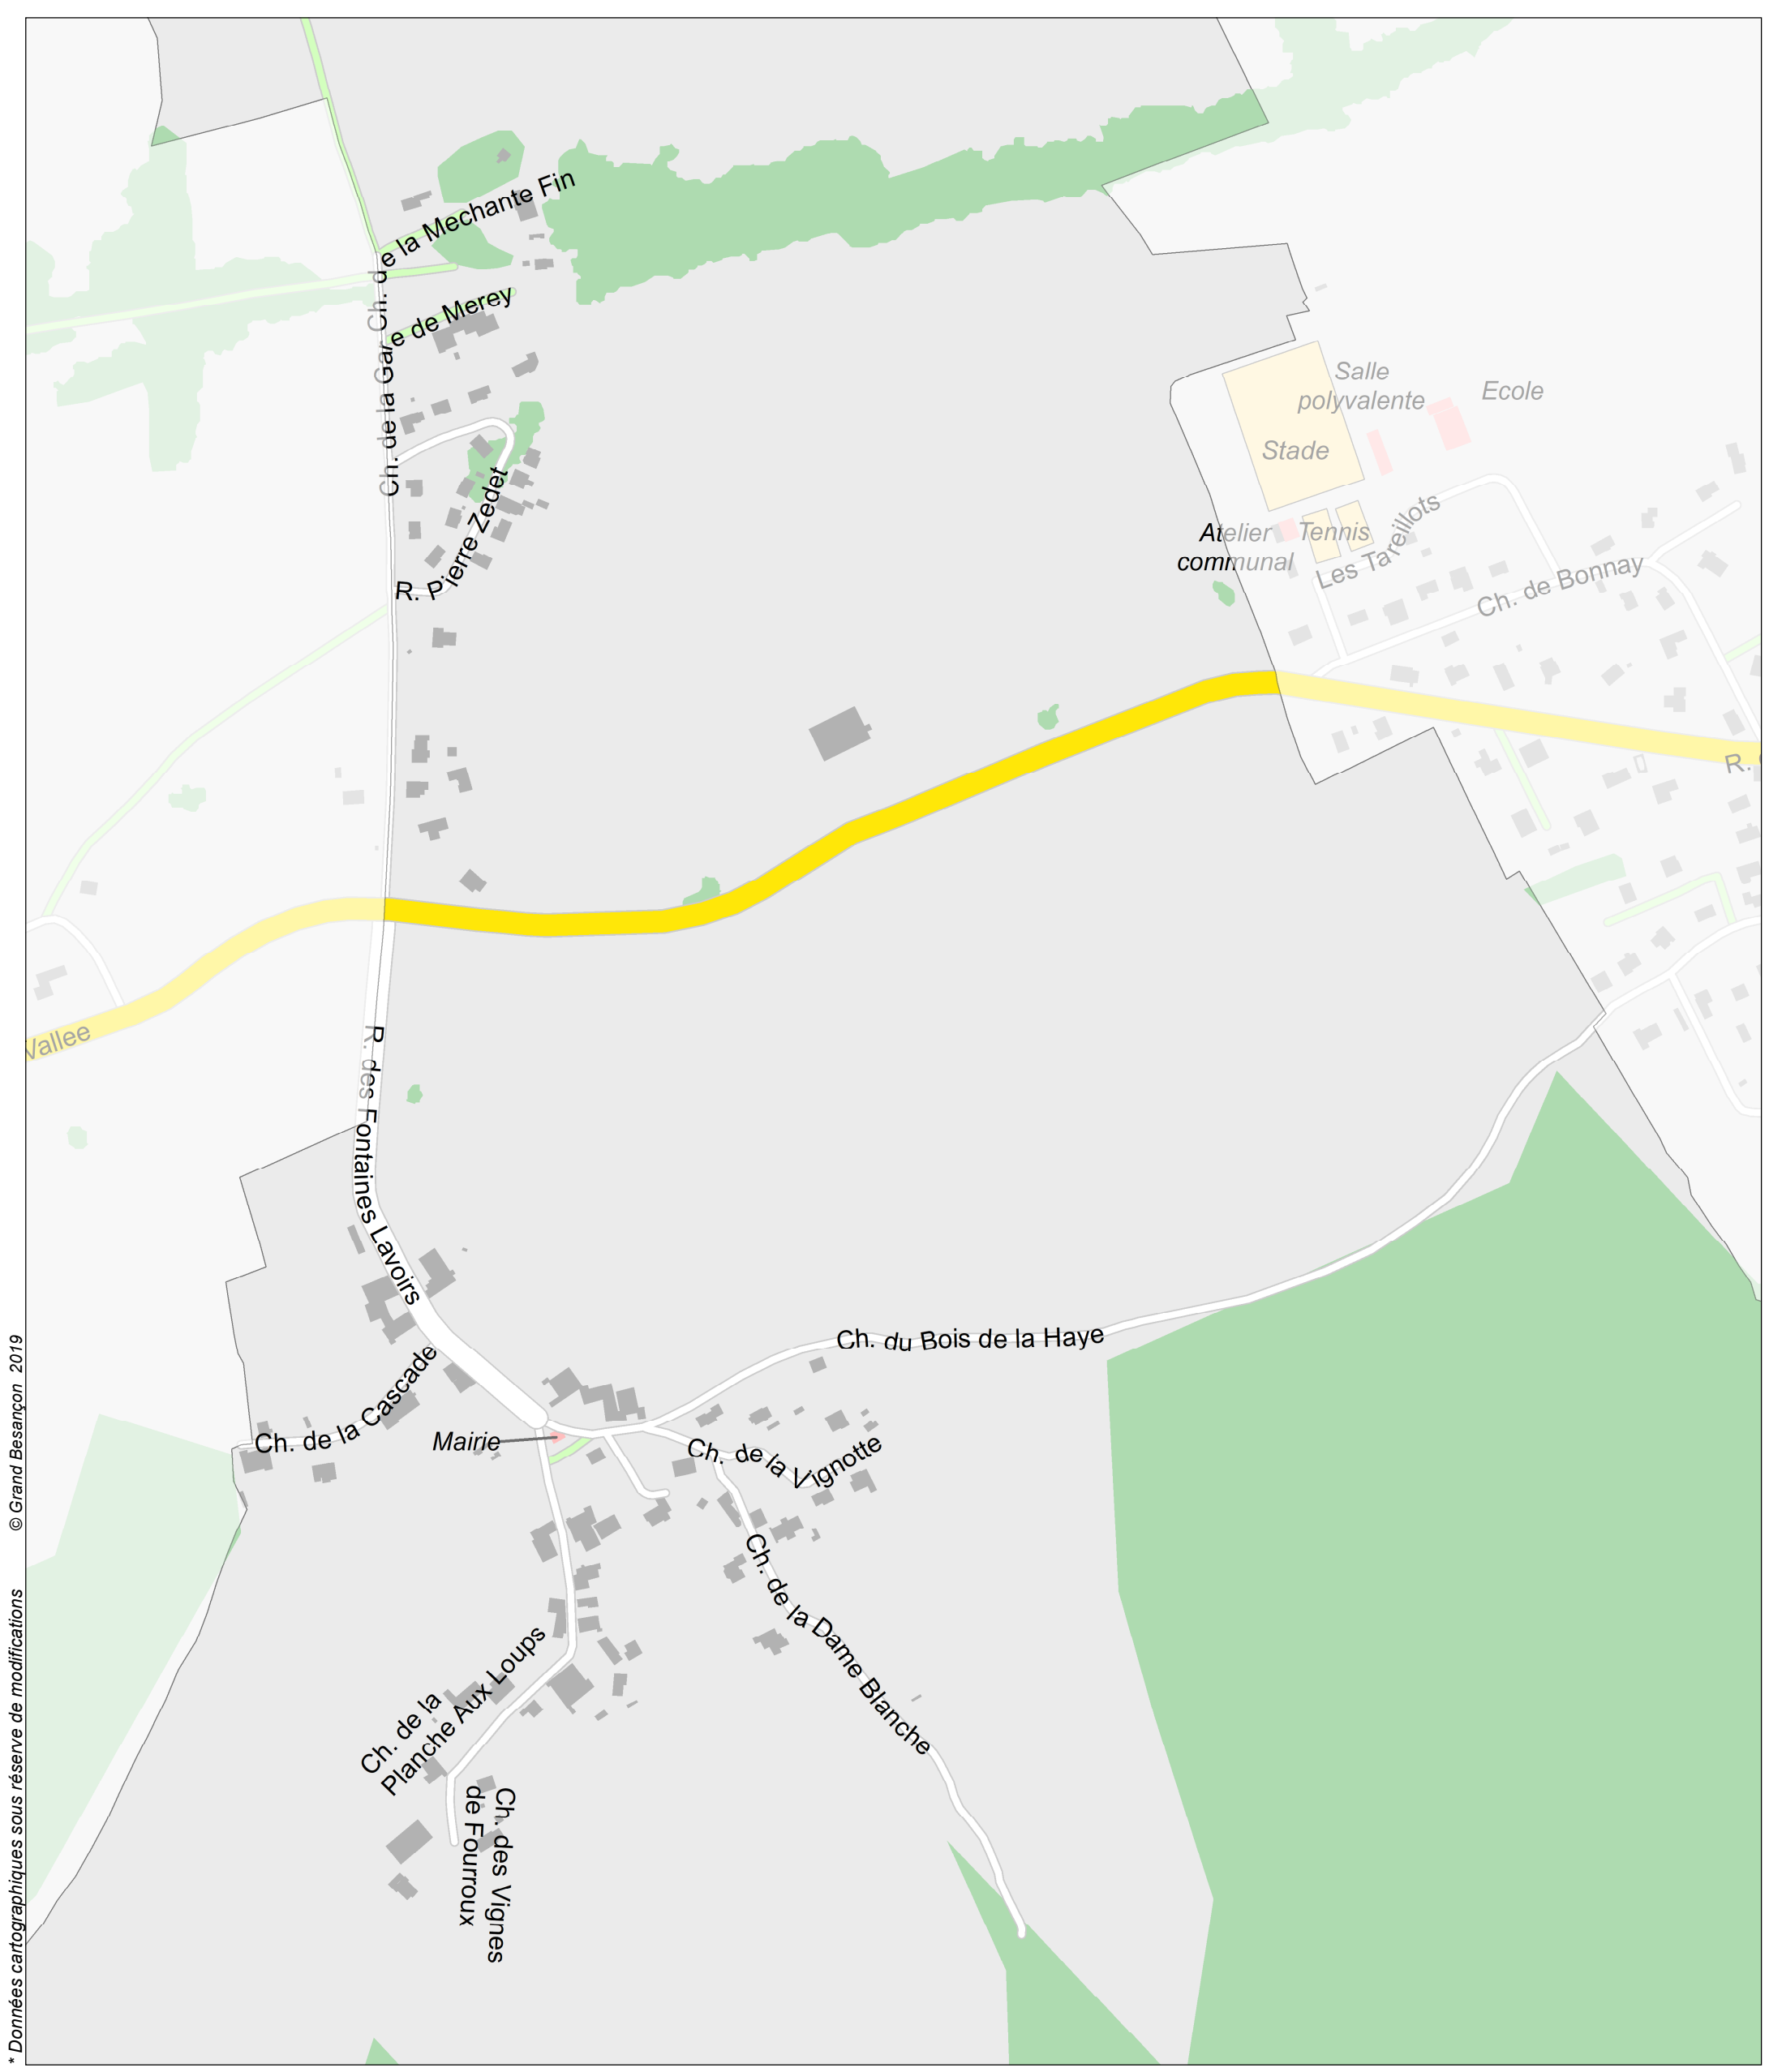 Ch. de la Mechante Fin
Ch. de la Gare de Merey
R. Pierre Zedet
Salle
polyvalente
Ecole
Stade
Atelier
communal
Tennis
Les Tareillots
Ch. de Bonnay
R.
Vallee
R. des Fontaines Lavoirs
Ch. du Bois de la Haye
Ch. de la Cascade
Mairie
Ch. de la Vignotte
Ch. de la Dame Blanche
Ch. de la
Planche Aux Loups
Ch. des Vignes
de Fourroux
* Données cartographiques sous réserve de modifications © Grand Besançon 2019